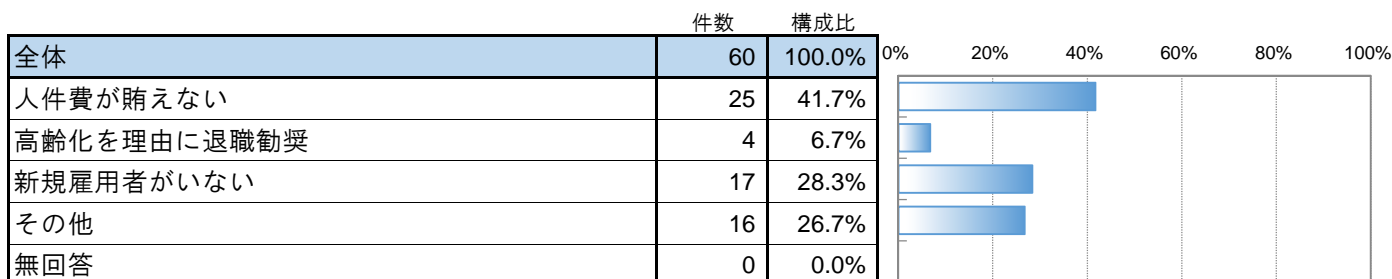 件数 構成比
全体 60 100.0% 0% 20% 40% 60% 80% 100%
人件費が賄えない 25 41.7%
高齢化を理由に退職勧奨 4 6.7%
新規雇用者がいない 17 28.3%
その他 16 26.7%
無回答 0 0.0%